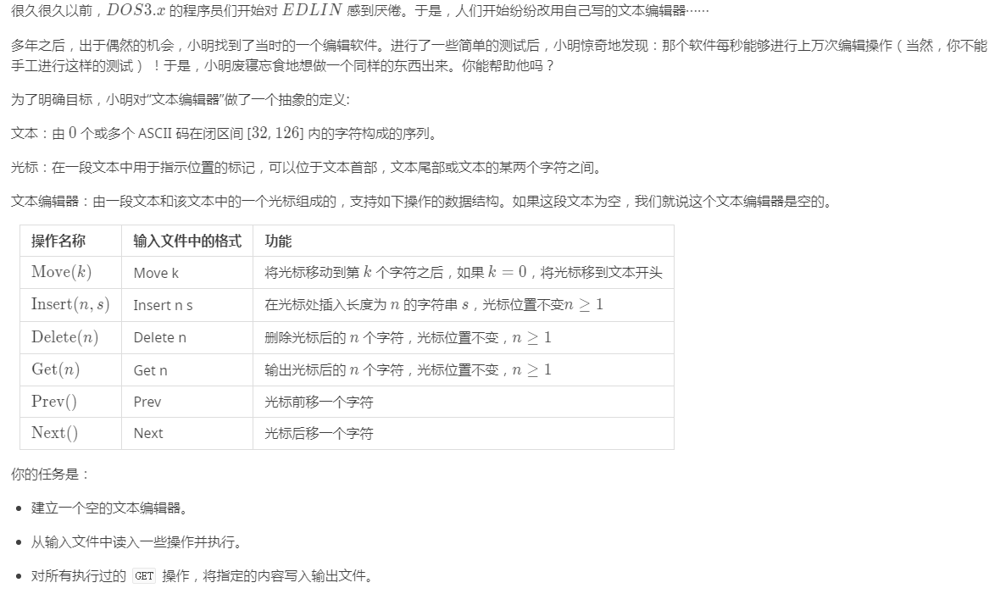 很久很久以前，DOS3.x 的程序员们开始对 EDLIN 感到厌倦。于是，人们开始纷纷改用自己写的文本编辑器⋯⋯
多年之后，出于偶然的机会，小明找到了当时的一个编辑软件。进行了一些简单的测试后，小明惊奇地发现：那个软件每秒能够进行上万次编辑操作（当然，你不能
手工进行这样的测试）！于是，小明废寝忘食地想做一个同样的东西出来。你能帮助他吗？
为了明确目标，小明对“文本编辑器”做了一个抽象的定义:
文本：由 0 个或多个 ASCII 码在闭区间 [32, 126] 内的字符构成的序列。
光标：在一段文本中用于指示位置的标记，可以位于文本首部，文本尾部或文本的某两个字符之间。
文本编辑器：由一段文本和该文本中的一个光标组成的，支持如下操作的数据结构。如果这段文本为空，我们就说这个文本编辑器是空的。
操作名称 输入文件中的格式 功能
Move(k) Move k 将光标移动到第 k 个字符之后，如果 k = 0，将光标移到文本开头
Insert(n, s) Insert n s 在光标处插入长度为 n 的字符串 s，光标位置不变n ≥ 1
Delete(n) Delete n 删除光标后的 n 个字符，光标位置不变，n ≥ 1
Get(n) Get n 输出光标后的 n 个字符，光标位置不变，n ≥ 1
Prev() Prev 光标前移一个字符
Next() Next 光标后移一个字符
你的任务是：
• 建立一个空的文本编辑器。
• 从输入文件中读入一些操作并执行。
• 对所有执行过的 GET 操作，将指定的内容写入输出文件。